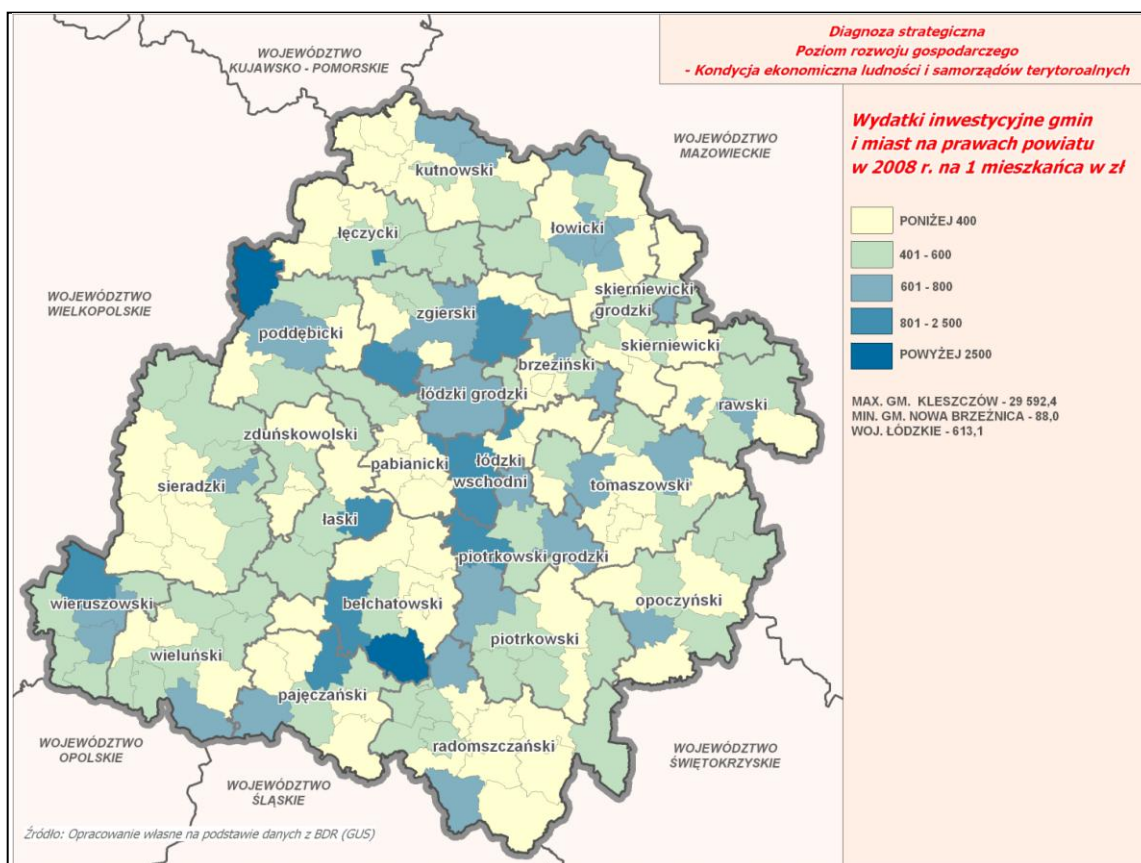 Diagnoza strategiczna
Poziom rozwoju gospodarczego
- Kondycja ekonomiczna ludności i samorządów terytoroalnych
Wydatki inwestycyjne gmin
i miast na prawach powiatu
w 2008 r. na 1 mieszkańca w zł
PONIŻEJ 400
401 - 600
601 - 800
801 - 2 500
POWYŻEJ 2500
MAX. GM. KLESZCZÓW - 29 592,4
MIN. GM. NOWA BRZEŹNICA - 88,0
WOJ. ŁÓDZKIE - 613,1
WOJEWÓDZTWO
KUJAWSKO - POMORSKIE
WOJEWÓDZTWO
MAZOWIECKIE
kutnowski
łęczycki
łowicki
WOJEWÓDZTWO
WIELKOPOLSKIE
skierniewicki
grodzki
zgierski
poddębicki
skierniewicki
brzeziński
łódzki grodzki
rawski
zduńskowolski
pabianicki
łódzki
wschodni
sieradzki
tomaszowski
łaski
piotrkowski grodzki
wieruszowski
bełchatowski
opoczyński
piotrkowski
wieluński
pajęczański
radomszczański
WOJEWÓDZTWO
OPOLSKIE
WOJEWÓDZTWO
ŚLĄSKIE
WOJEWÓDZTWO
ŚWIĘTOKRZYSKIE
Źródło: Opracowanie własne na podstawie danych z BDR (GUS)